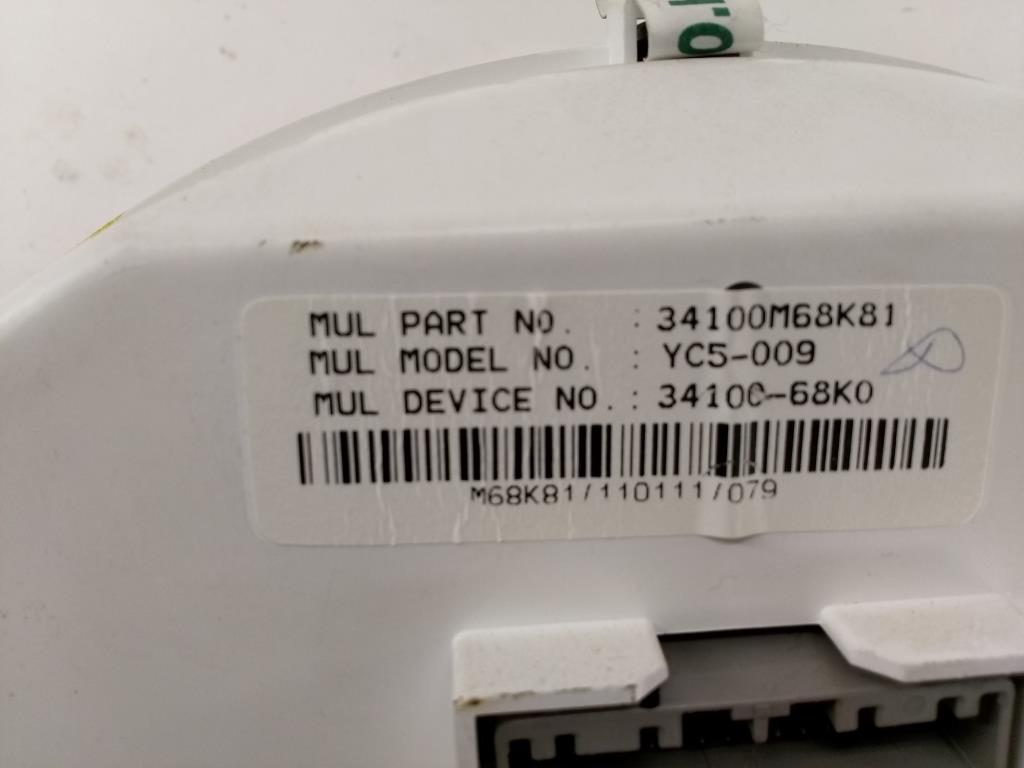 MUL PART NO. : 34100M68K81
MUL MODEL NO. : YC5-009
MUL DEVICE NO. : 34100-68K0
M68K81/110111/079